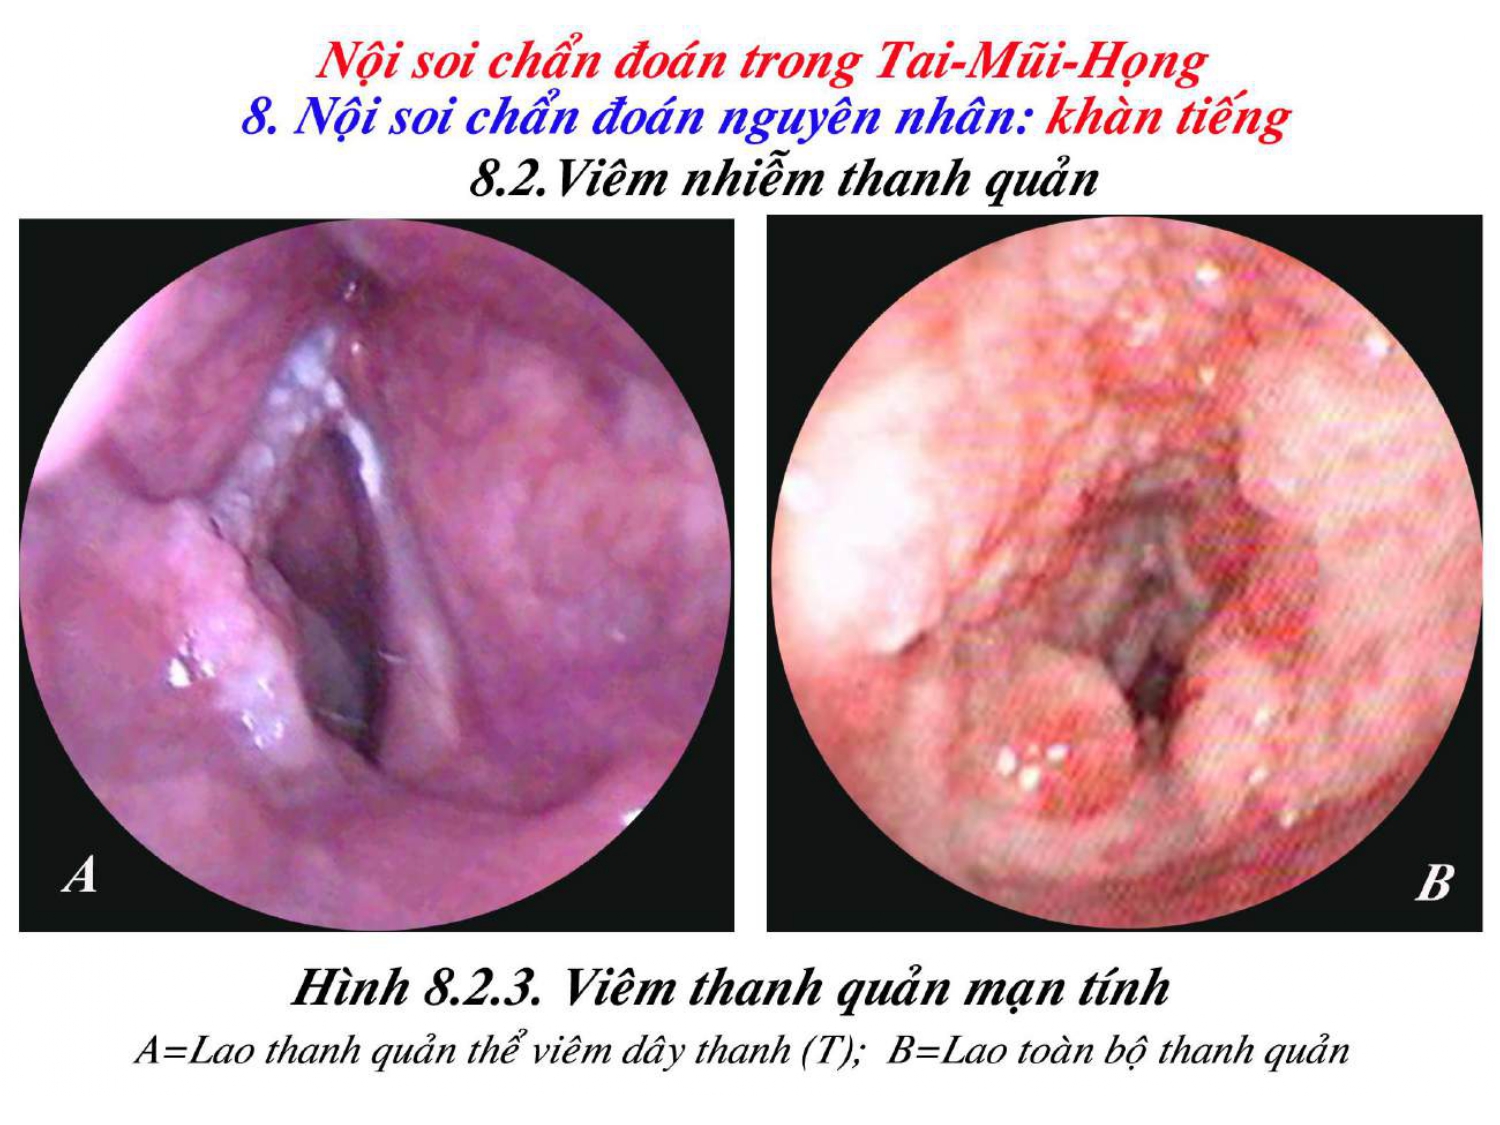 Nội soi chẩn đoán trong Tai-Mũi-Họng
8. Nội soi chẩn đoán nguyên nhân: khàn tiếng
8.2.Viêm nhiễm thanh quản
A
B
Hình 8.2.3. Viêm thanh quản mạn tính
A=Lao thanh quản thể viêm dây thanh (T); B=Lao toàn bộ thanh quản